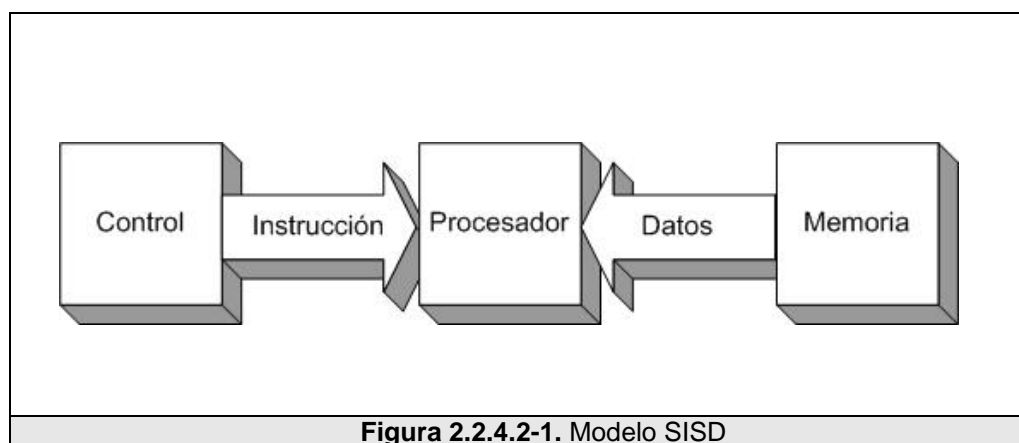 Control Instrucción Procesador Datos Memoria
Figura 2.2.4.2-1. Modelo SISD